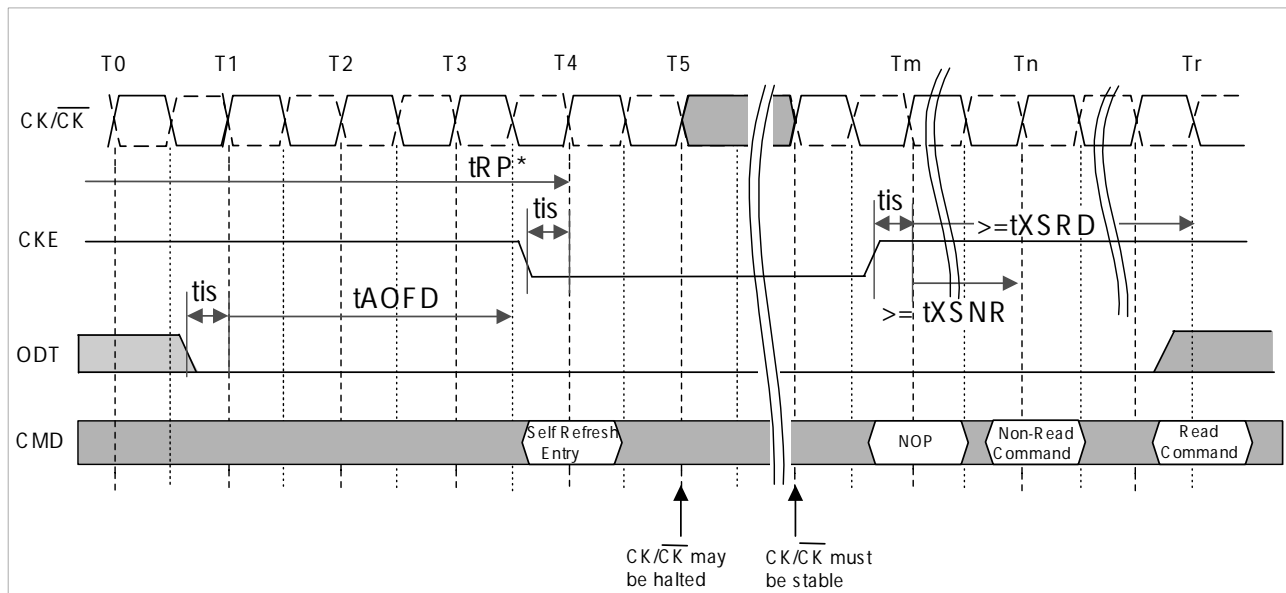 T0 T1 T2 T3 T4 T5 Tm Tn Tr
CK/CK
tRP*
tis tis
>=tXSRD
CKE
tis tAOFD
>= tXSNR
ODT
CMD
Self Refresh
Entry
NOP
Non-Read
Command
Read
Command
CK/CK may
be halted
CK/CK must
be stable